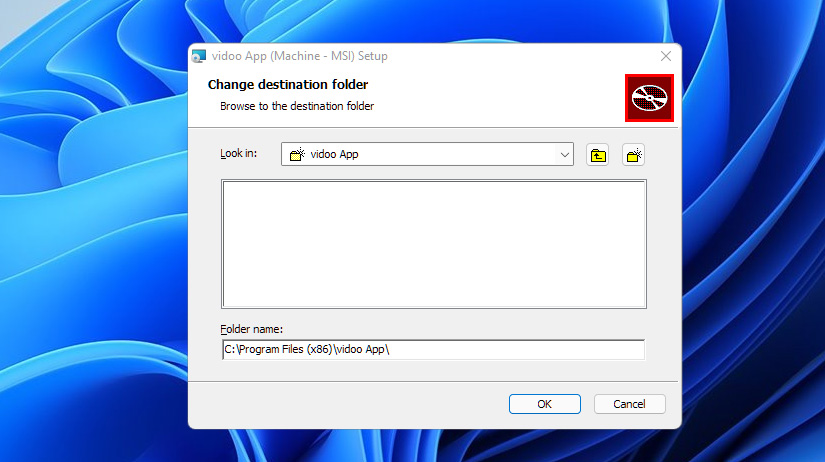 vidoo App (Machine - MSI) Setup
Change destination folder
Browse to the destination folder
Look in:
vidoo App
Folder name:
C:\Program Files (x86)\vidoo App\
OK
Cancel